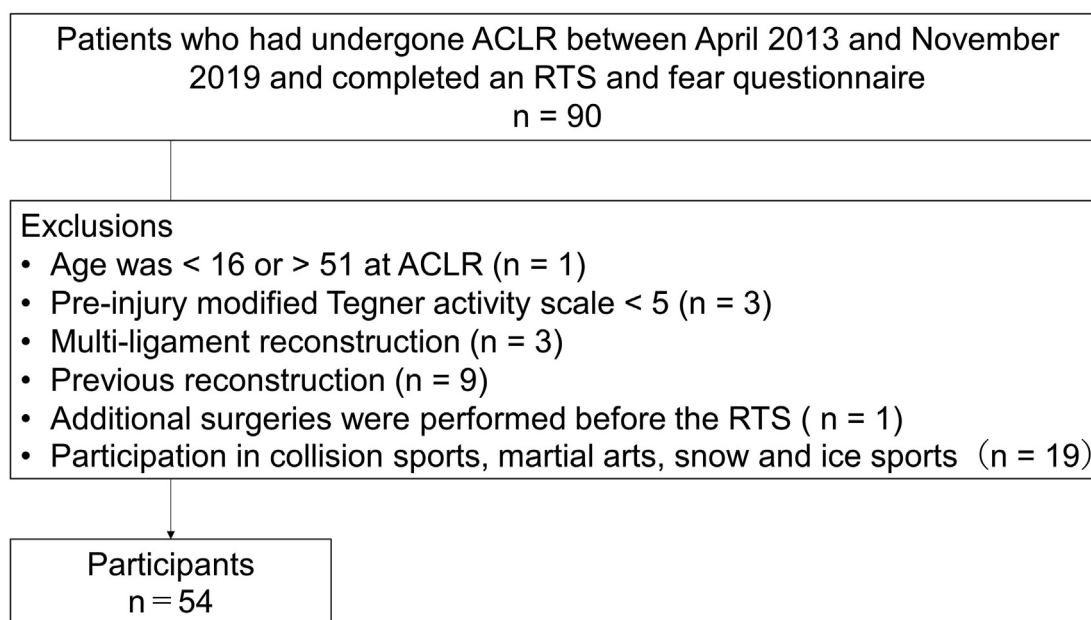 Patients who had undergone ACLR between April 2013 and November
2019 and completed an RTS and fear questionnaire
n = 90
Exclusions
• Age was < 16 or > 51 at ACLR (n = 1)
• Pre-injury modified Tegner activity scale < 5 (n = 3)
• Multi-ligament reconstruction (n = 3)
• Previous reconstruction (n = 9)
• Additional surgeries were performed before the RTS ( n = 1)
• Participation in collision sports, martial arts, snow and ice sports（n = 19)
Participants
n＝54